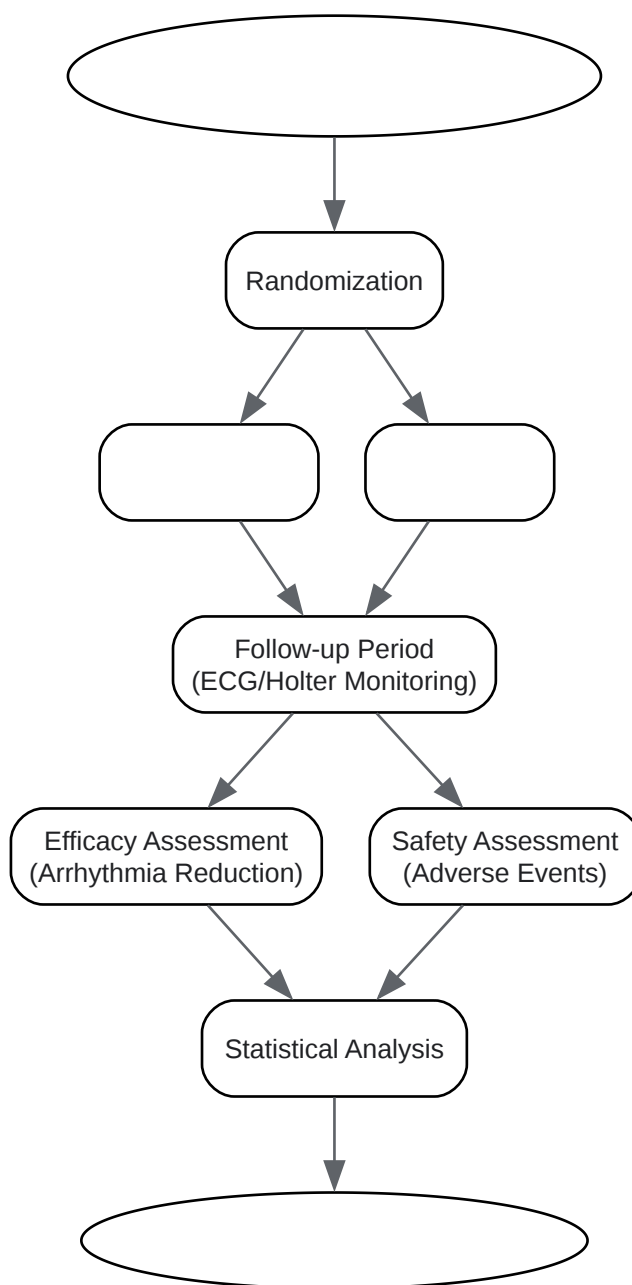 Randomization
Follow-up Period
(ECG/Holter Monitoring)
Efficacy Assessment
(Arrhythmia Reduction)
Safety Assessment
(Adverse Events)
Statistical Analysis